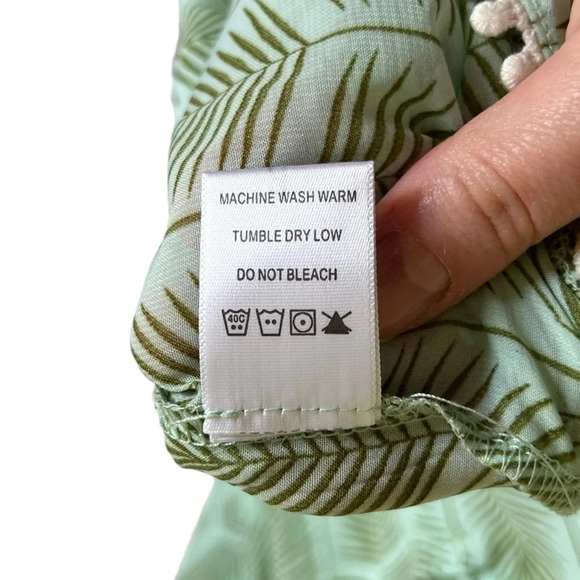 MACHINE WASH WARM
TUMBLE DRY LOW
DO NOT BLEACH
40C